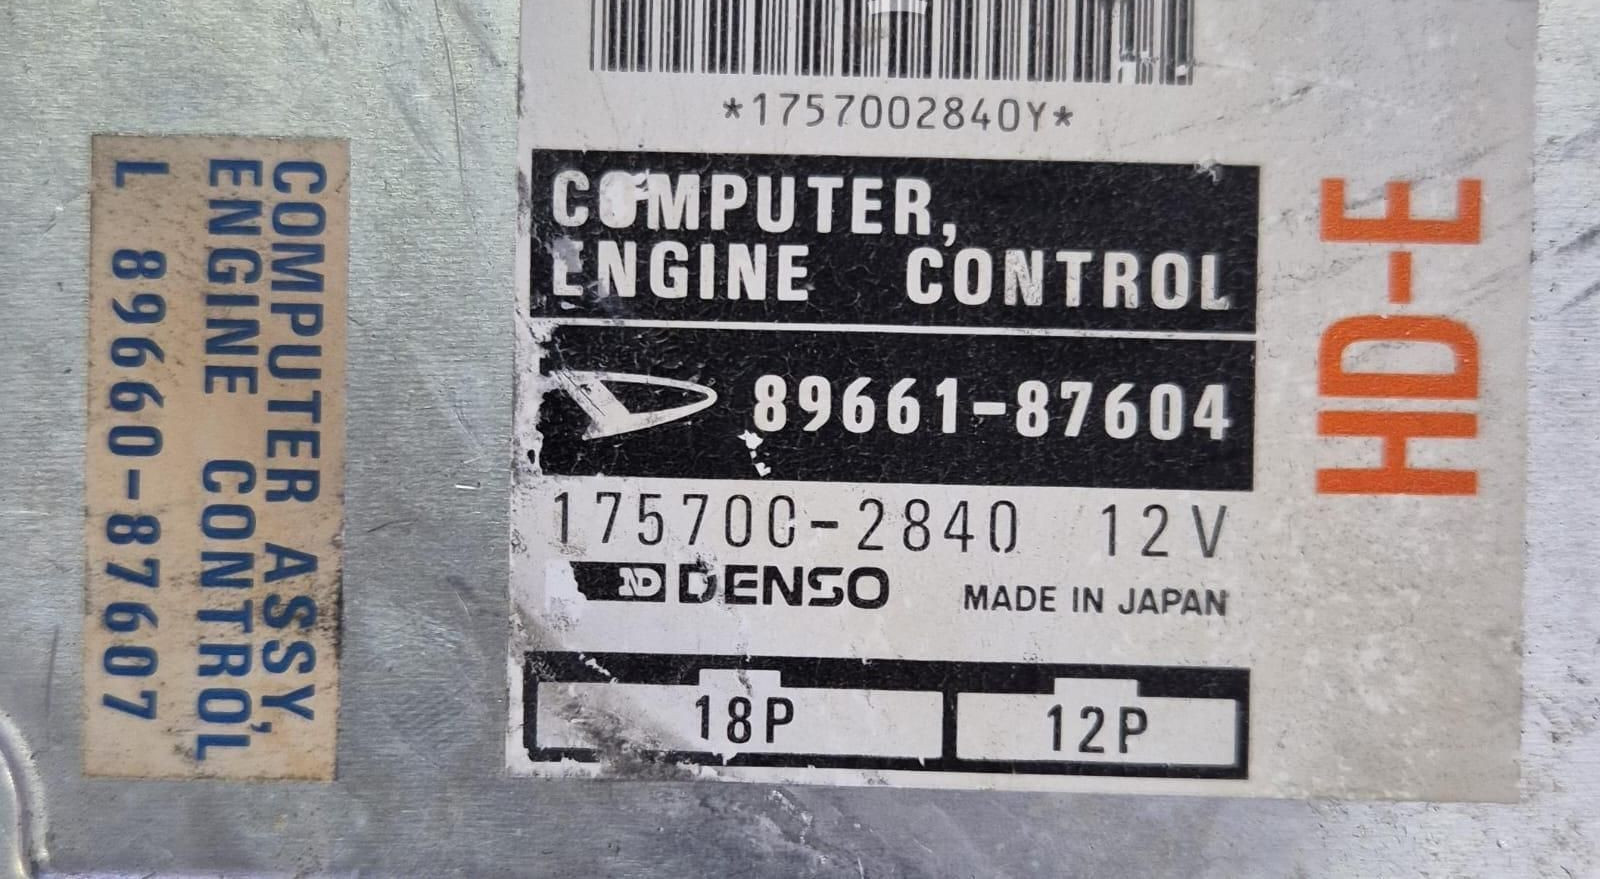 *1757002840Y*
COMPUTER,
ENGINE CONTROL
89661-87604
175700-2840 12V
ND DENSO MADE IN JAPAN
18P 12P
HD-E
COMPUTER ASSY,
ENGINE CONTROL
L 89660-87607